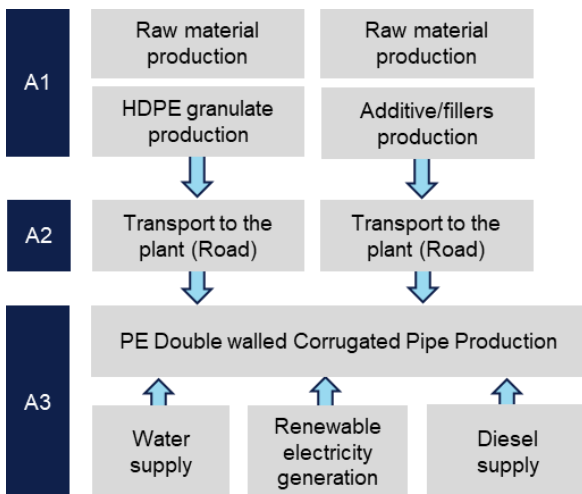 A1
Raw material
production
Raw material
production
HDPE granulate
production
Additive/fillers
production
A2
Transport to the
plant (Road)
Transport to the
plant (Road)
A3
PE Double walled Corrugated Pipe Production
Water
supply
Renewable
electricity
generation
Diesel
supply